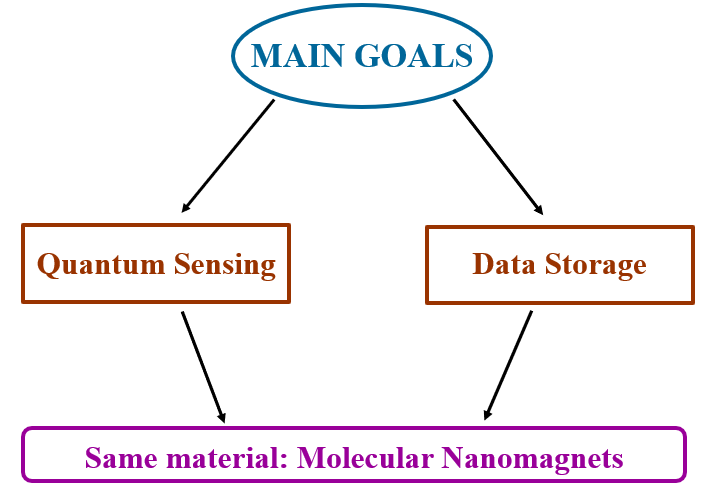 MAIN GOALS
Quantum Sensing
Data Storage
Same material: Molecular Nanomagnets